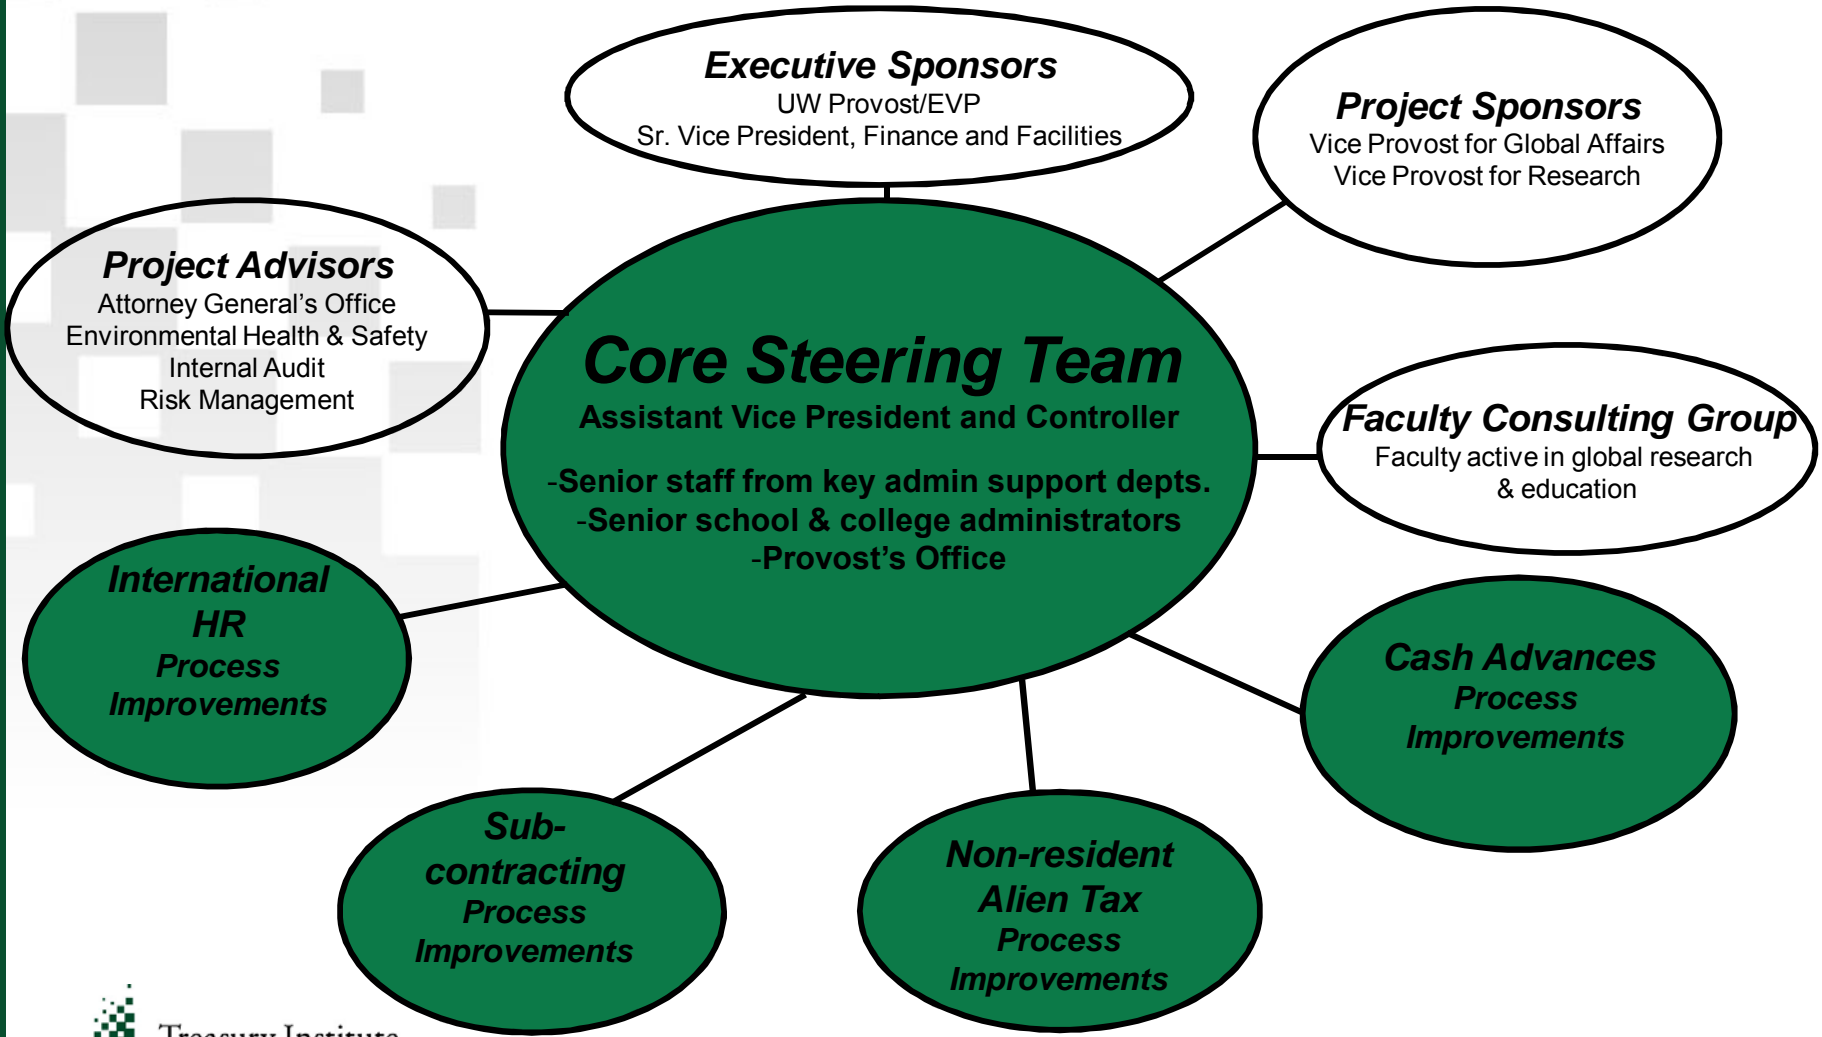 Executive Sponsors
UW Provost/EVP
Sr. Vice President, Finance and Facilities
Project Sponsors
Vice Provost for Global Affairs
Vice Provost for Research
Project Advisors
Attorney General’s Office
Environmental Health & Safety
Internal Audit
Risk Management
Core Steering Team
Assistant Vice President and Controller
-Senior staff from key admin support depts.
-Senior school & college administrators
-Provost’s Office
Faculty Consulting Group
Faculty active in global research
& education
International
HR
Process
Improvements
Cash Advances
Process
Improvements
Sub-
contracting
Process
Improvements
Non-resident
Alien Tax
Process
Improvements
Treasury Institute